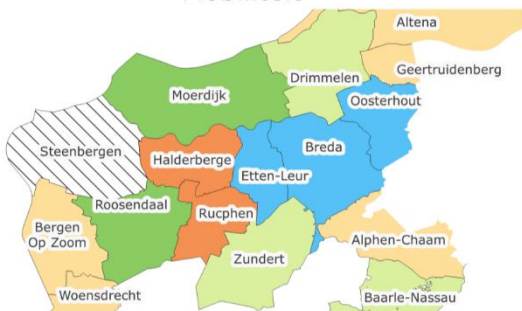 Altena
Geertruidenberg
Drimmelen
Moerdijk
Oosterhout
Steenbergen
Halderberge
Breda
Etten-Leur
Roosendaal
Rucphen
Bergen
Op Zoom
Alphen-Chaam
Zundert
Woensdrecht
Baarle-Nassau